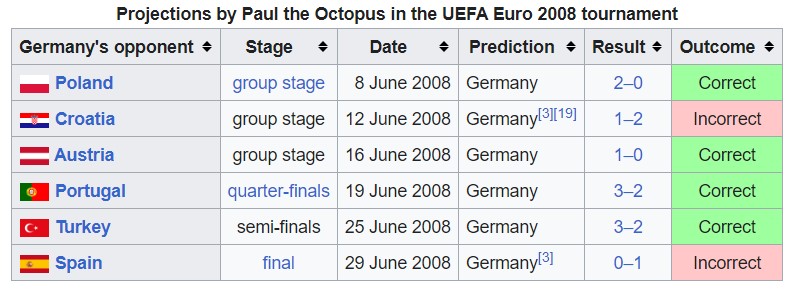 Projections by Paul the Octopus in the UEFA Euro 2008 tournament
Germany's opponent Stage Date Prediction Result Outcome
Poland group stage 8 June 2008 Germany 2–0 Correct
Croatia group stage 12 June 2008 Germany[3][19] 1–2 Incorrect
Austria group stage 16 June 2008 Germany 1–0 Correct
Portugal quarter-finals 19 June 2008 Germany 3–2 Correct
Turkey semi-finals 25 June 2008 Germany 3–2 Correct
Spain final 29 June 2008 Germany[3] 0–1 Incorrect